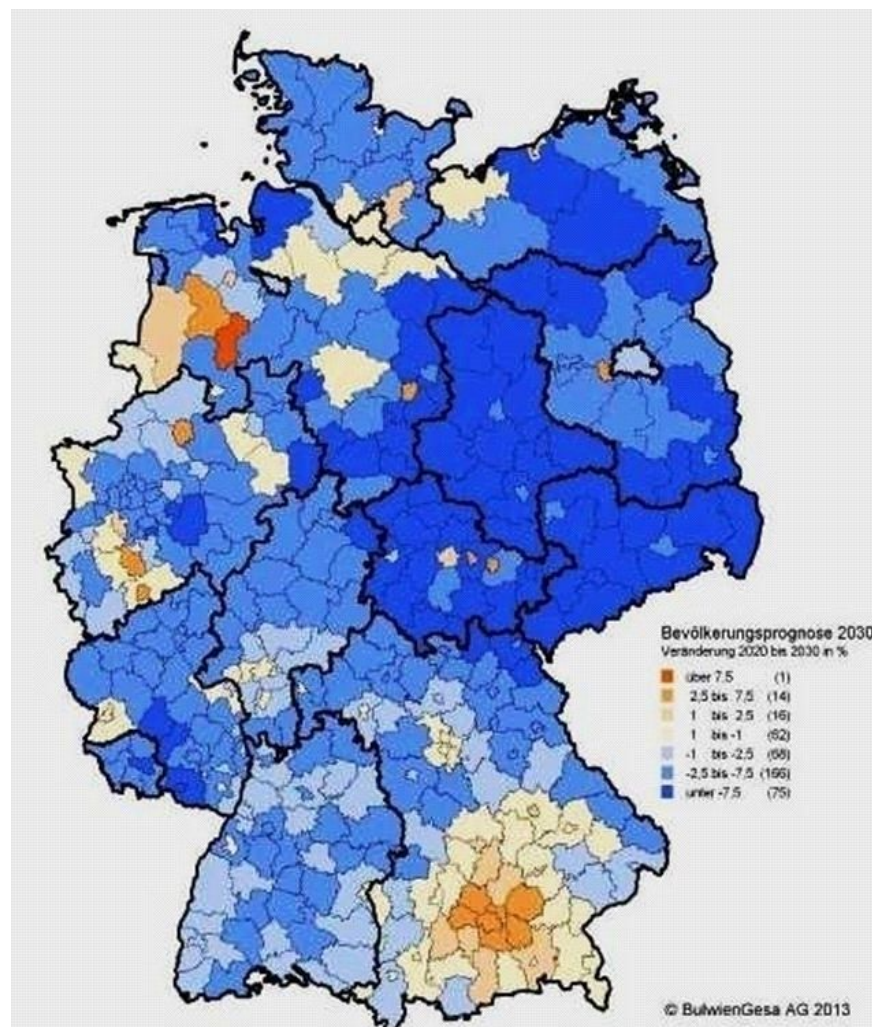 Bevölkerungsprognose 2030
Veränderung 2020 bis 2030 in %
über 7.5 (1)
2,5 bis 7,5 (14)
1 bis 2,5 (16)
1 bis -1 (62)
-1 bis -2,5 (68)
-2,5 bis -7,5 (166)
unter -7,5 (75)
© BulwienGesa AG 2013